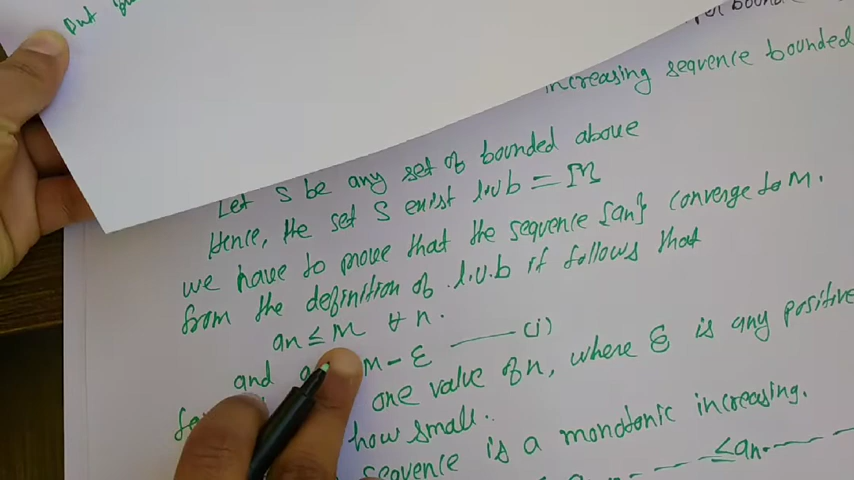 Put
increasing sequence bounded
Let S be any set of bounded above
Hence, the set S exist l.u.b = M
we have to prove that the sequence {an} converge to M.
from the definition of l.u.b it follows that
an ≤ M ∀ n.
and a M - ε —— (i)
one value of n, where ε is any positive
how small.
sequence is a monotonic increasing.
≤ an.